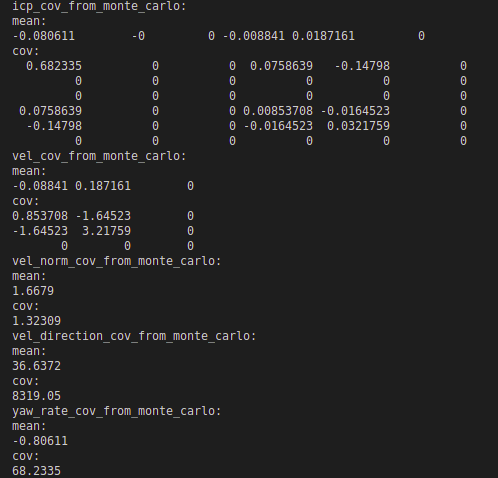 icp_cov_from_monte_carlo:
mean:
-0.080611 -0 0 -0.008841 0.0187161 0
cov:
0.682335 0 0 0.0758639 -0.14798 0
0 0 0 0 0 0
0 0 0 0 0 0
0.0758639 0 0 0.00853708 -0.0164523 0
-0.14798 0 0 -0.0164523 0.0321759 0
0 0 0 0 0 0
vel_cov_from_monte_carlo:
mean:
-0.08841 0.187161 0
cov:
0.853708 -1.64523 0
-1.64523 3.21759 0
0 0 0
vel_norm_cov_from_monte_carlo:
mean:
1.6679
cov:
1.32309
vel_direction_cov_from_monte_carlo:
mean:
36.6372
cov:
8319.05
yaw_rate_cov_from_monte_carlo:
mean:
-0.80611
cov:
68.2335